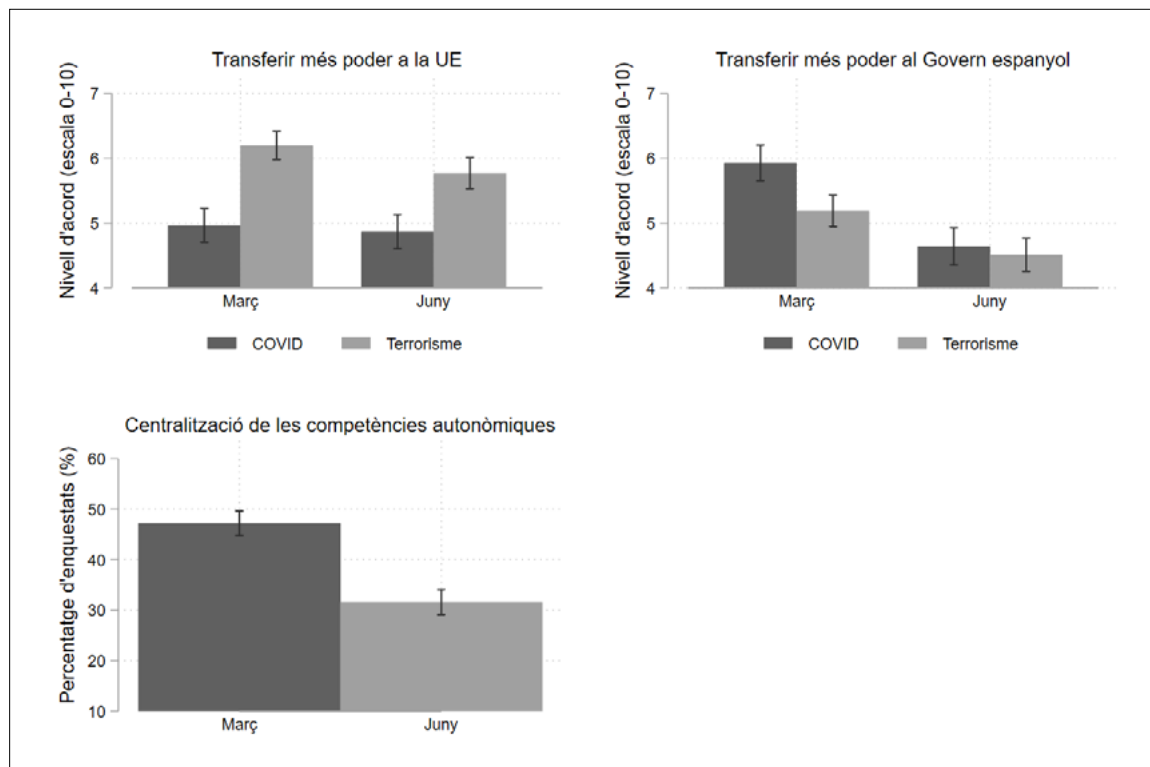 Transferir més poder a la UE
Nivell d'acord (escala 0-10)
7
6
5
4
Març
Juny
COVID
Terrorisme
Transferir més poder al Govern espanyol
Nivell d'acord (escala 0-10)
7
6
5
4
Març
Juny
COVID
Terrorisme
Centralització de les competències autonòmiques
Percentatge d'enquestats (%)
60
50
40
30
20
10
Març
Juny